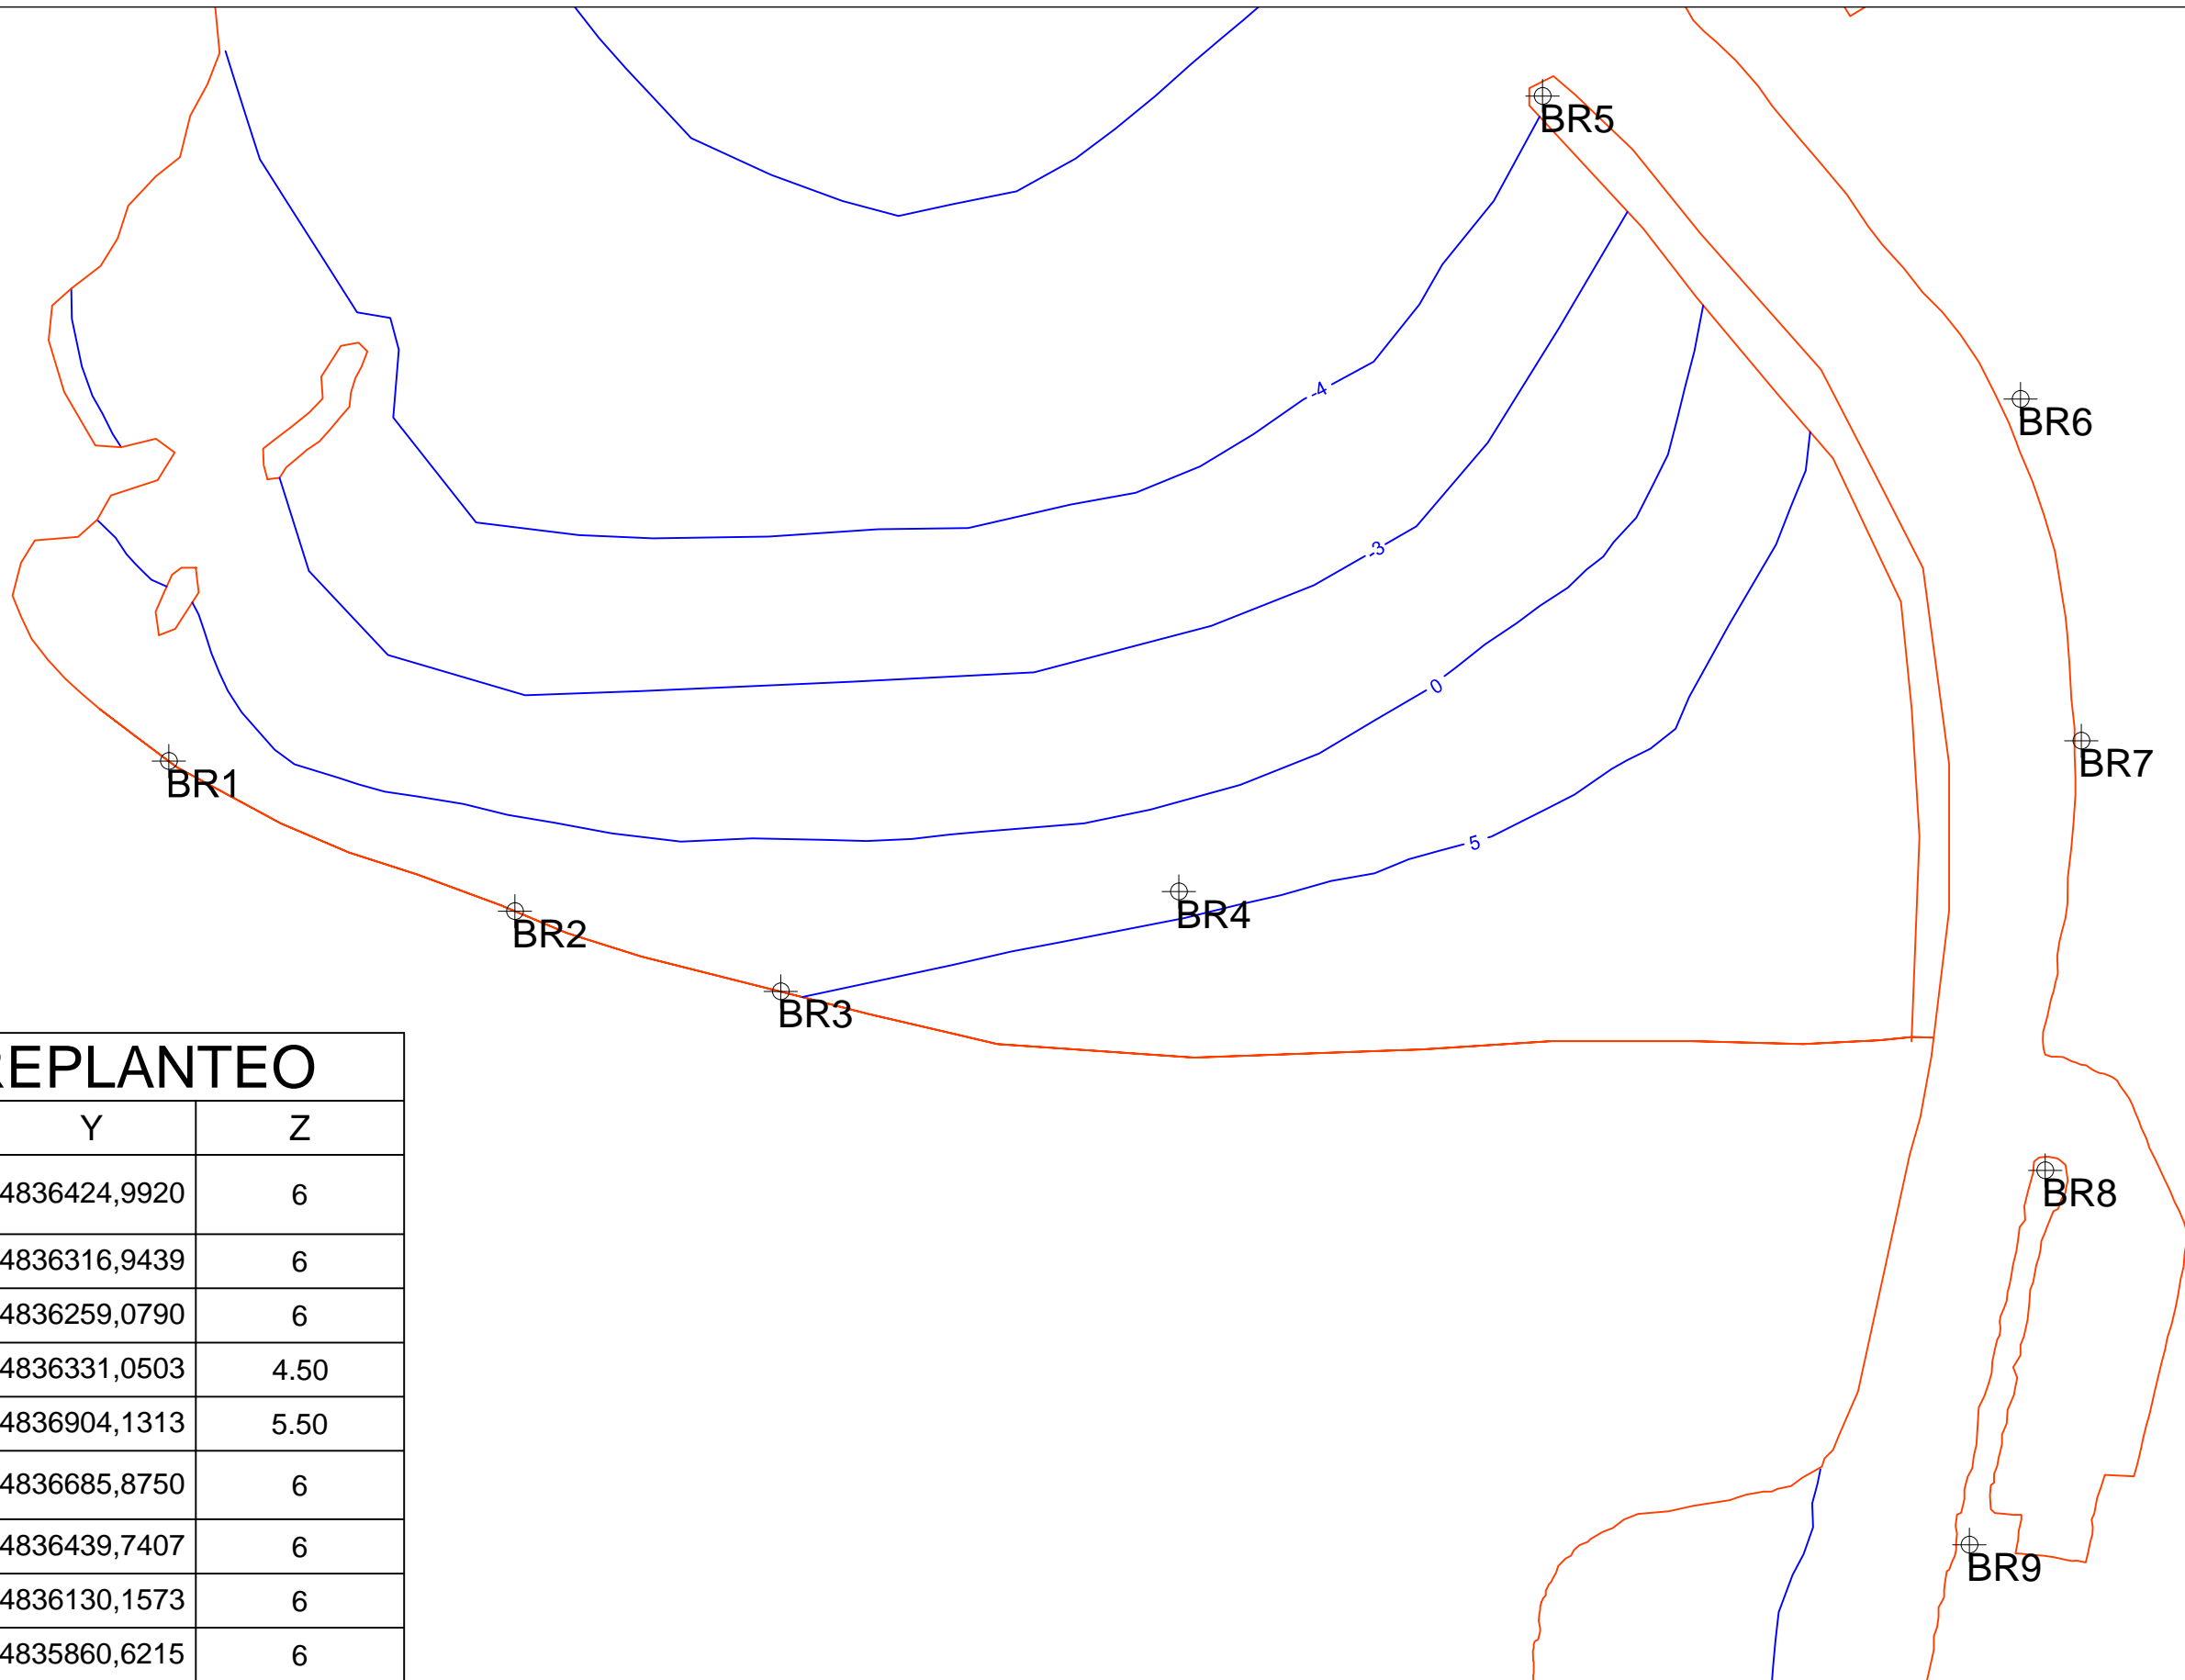 BR5
-4
BR6
-3
0
BR7
BR1
5
BR4
BR2
BR3
REPLANTEO
Y Z
4836424,9920 6
BR8
4836316,9439 6
4836259,0790 6
4836331,0503 4.50
4836904,1313 5.50
4836685,8750 6
4836439,7407 6
BR9
4836130,1573 6
4835860,6215 6